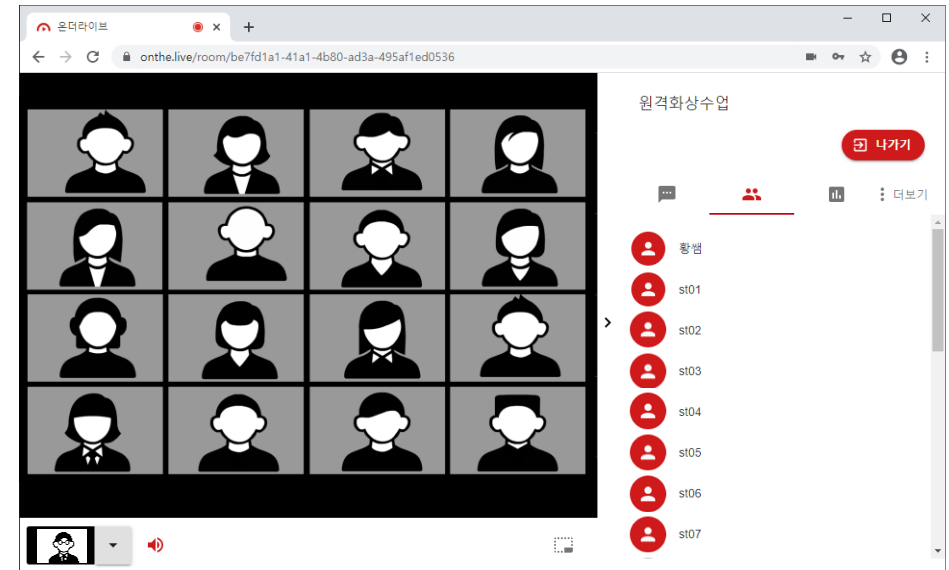 온더라이브
onthe.live/room/be7fd1a1-41a1-4b80-ad3a-495af1ed0536
원격화상수업
나가기
더보기
황쌤
st01
st02
st03
st04
st05
st06
st07